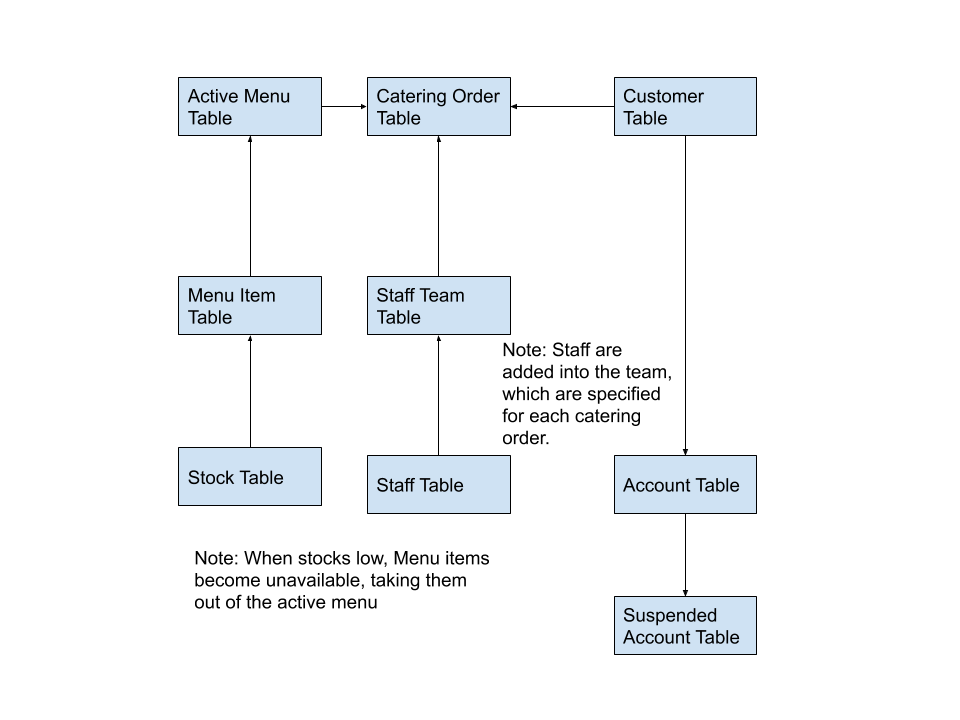 Active Menu
Table
Catering Order
Table
Customer
Table
Menu Item
Table
Staff Team
Table
Note: Staff are
added into the team,
which are specified
for each catering
order.
Stock Table
Staff Table
Account Table
Note: When stocks low, Menu items
become unavailable, taking them
out of the active menu
Suspended
Account Table